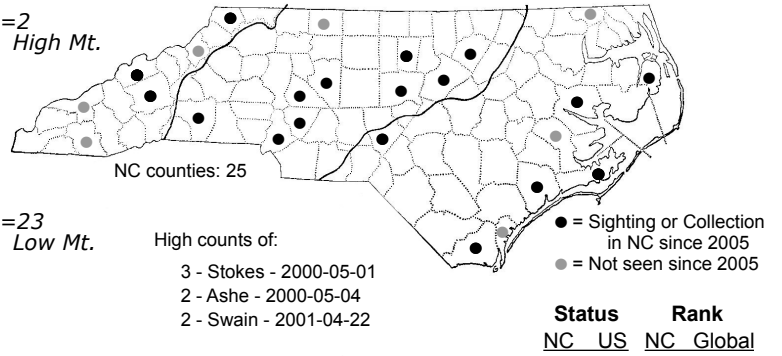 =2
High Mt.
NC counties: 25
=23
Low Mt.
High counts of:
3 - Stokes - 2000-05-01
2 - Ashe - 2000-05-04
2 - Swain - 2001-04-22
= Sighting or Collection
in NC since 2005
= Not seen since 2005
Status Rank
NC US NC Global